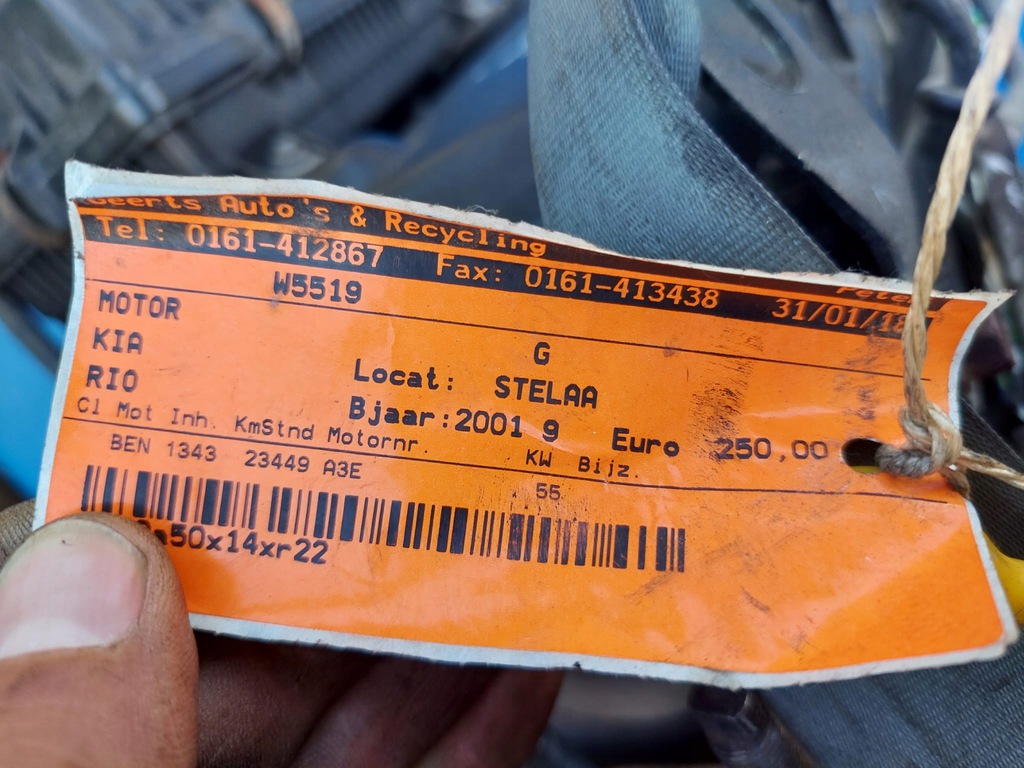 Geerts Auto's & Recycling
Tel: 0161-412867 Fax: 0161-413438 31/01/18
W5519
MOTOR G
KIA Locat: STELAA
RIO Bjaar:2001 g Euro 250,00
Cl Mot Inh. KmStnd Motornr. KW Bijz.
BEN 1343 23449 A3E 55